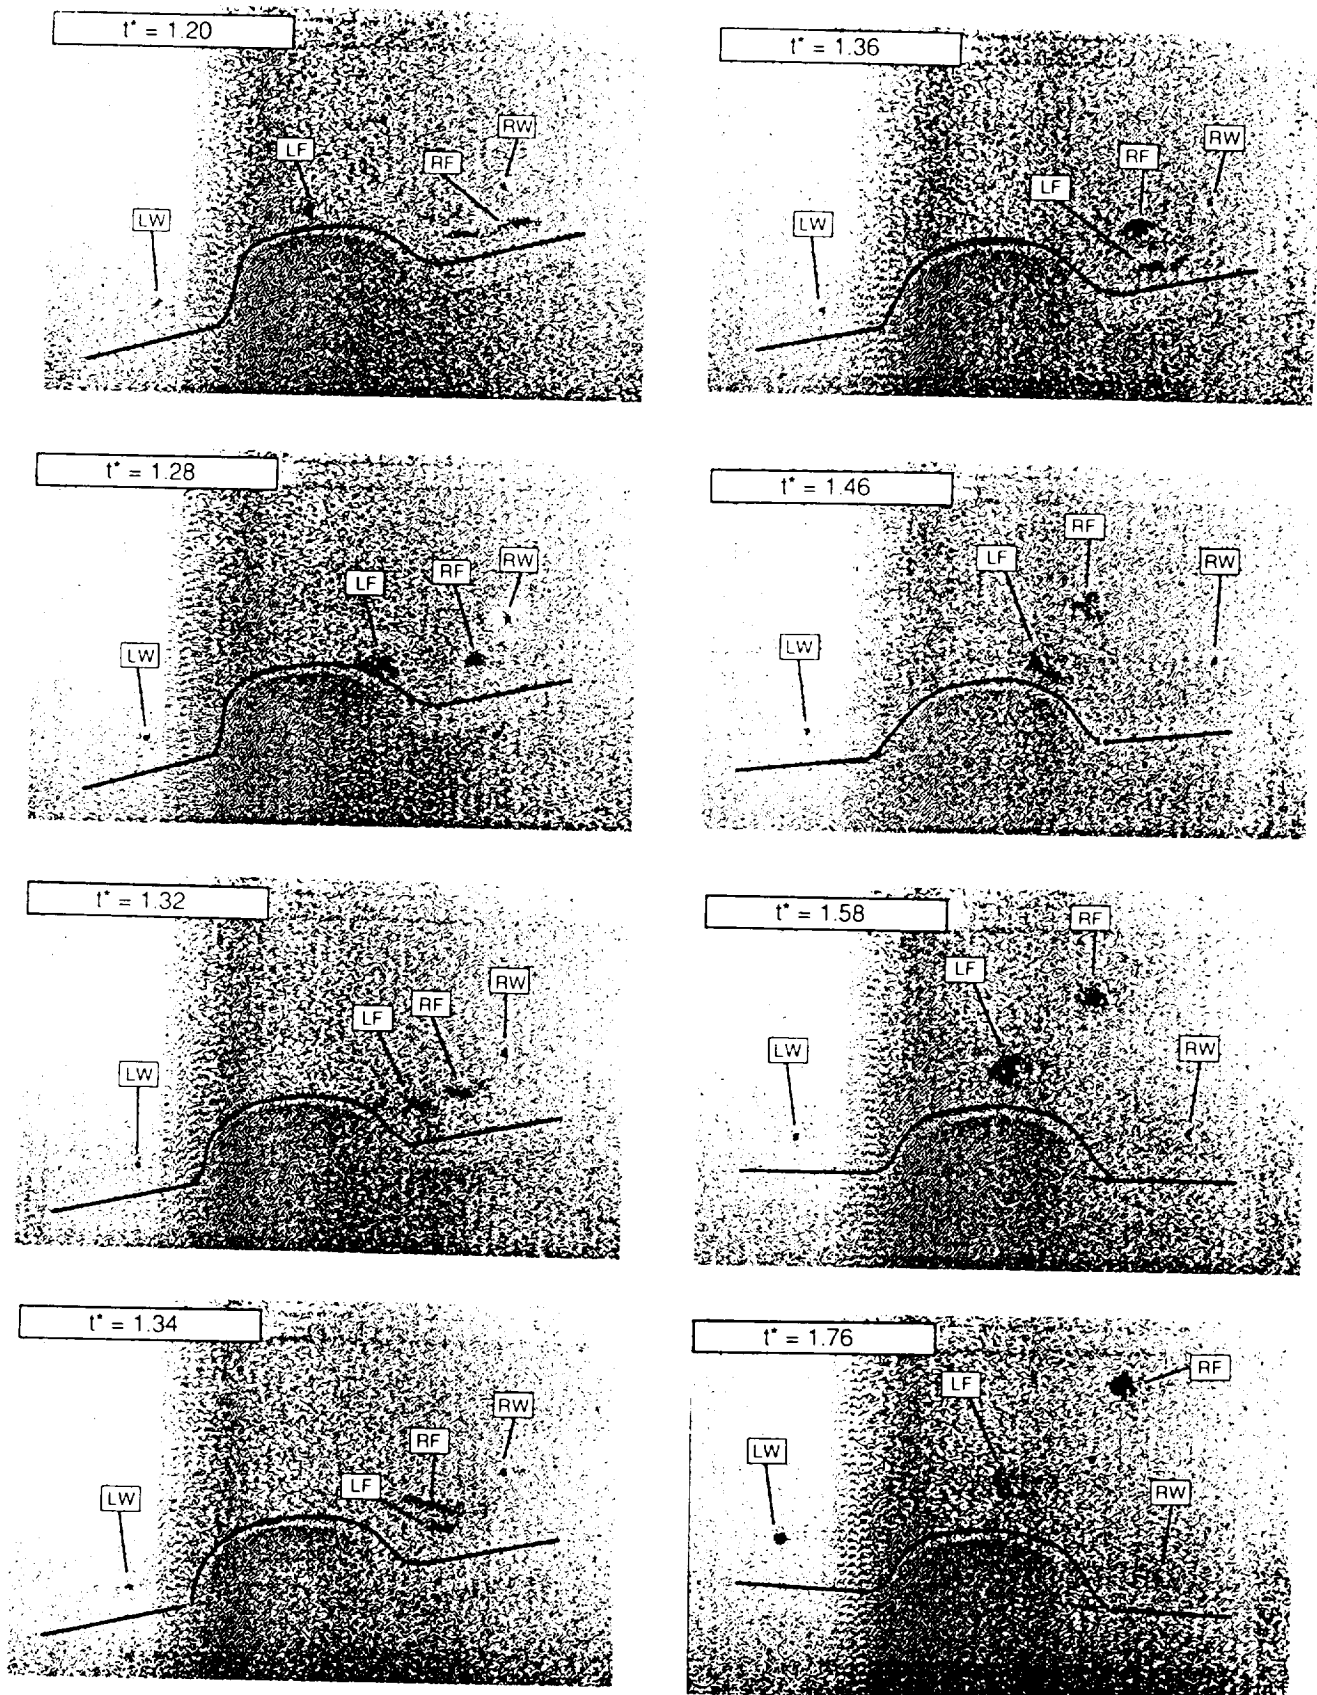 t* = 1.20
RW
LF
RF
LW
t* = 1.28
RW
RF
LF
LW
t* = 1.32
RW
RF
LF
LW
t* = 1.34
RW
RF
LF
LW
t* = 1.36
RW
RF
LF
LW
t* = 1.46
RF
LF
RW
LW
t* = 1.58
RF
LF
RW
LW
t* = 1.76
RF
LF
LW
RW